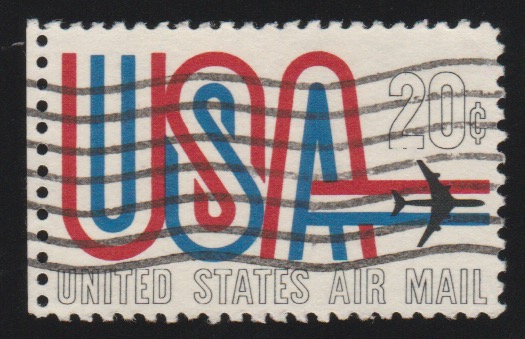 USA
20¢
UNITED STATES AIR MAIL